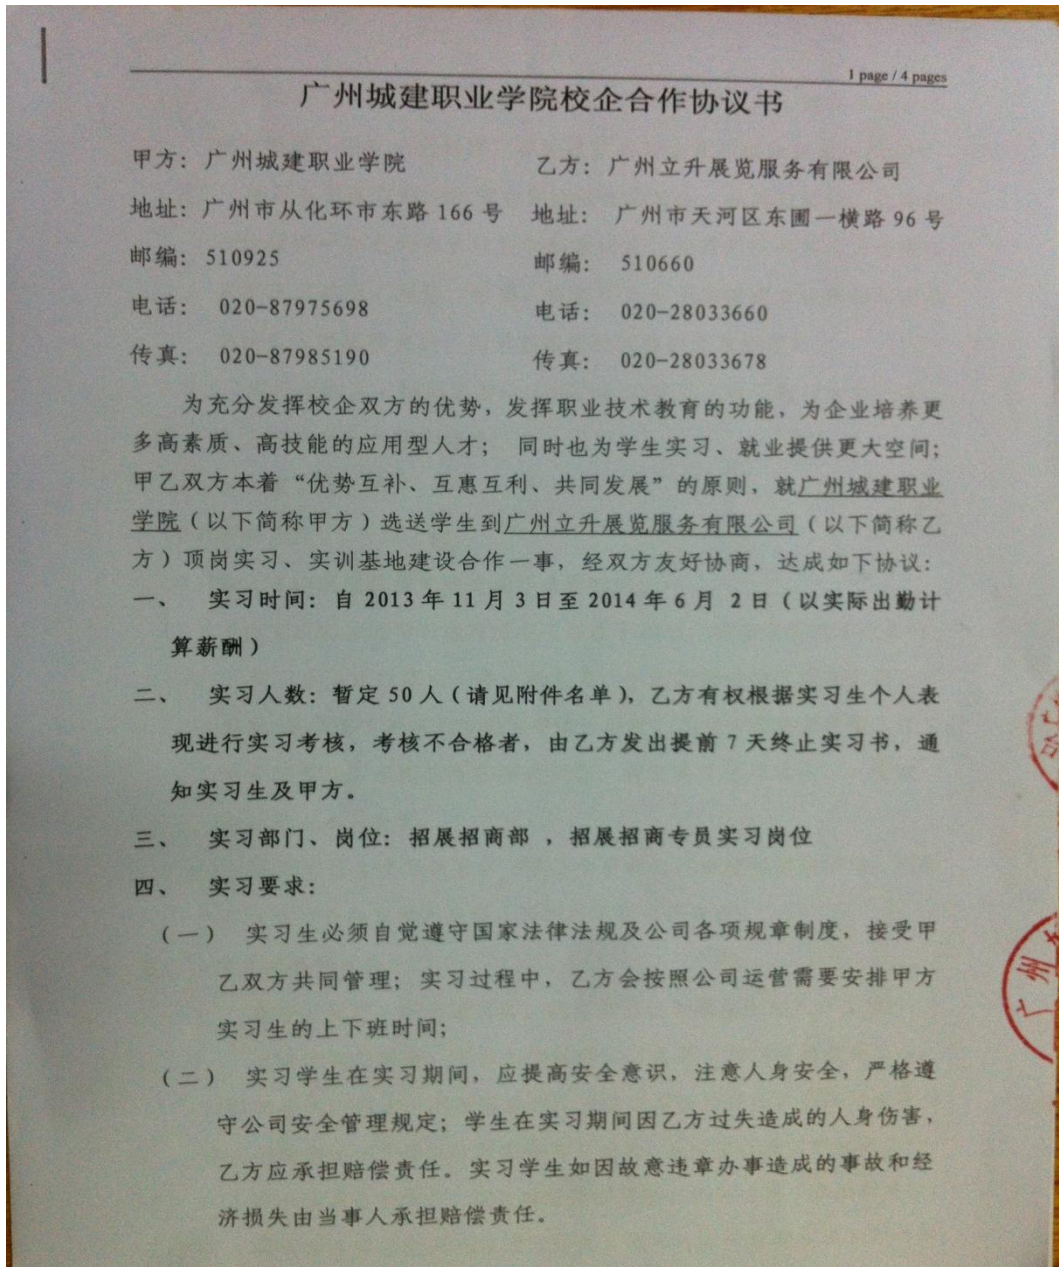 1 page / 4 pages
广州城建职业学院校企合作协议书
甲方：广州城建职业学院 乙方：广州立升展览服务有限公司
地址：广州市从化环市东路 166 号 地址： 广州市天河区东圃一横路 96 号
邮编：510925 邮编： 510660
电话： 020-87975698 电话： 020-28033660
传真： 020-87985190 传真： 020-28033678
为充分发挥校企双方的优势，发挥职业技术教育的功能，为企业培养更
多高素质、高技能的应用型人才； 同时也为学生实习、就业提供更大空间；
甲乙双方本着“优势互补、互惠互利、共同发展”的原则，就广州城建职业
学院（以下简称甲方）选送学生到广州立升展览服务有限公司（以下简称乙
方）顶岗实习、实训基地建设合作一事，经双方友好协商，达成如下协议：
一、 实习时间：自 2013 年 11 月 3 日至 2014 年 6 月 2 日（以实际出勤计
算薪酬）
二、 实习人数：暂定 50 人（请见附件名单），乙方有权根据实习生个人表
现进行实习考核，考核不合格者，由乙方发出提前 7 天终止实习书，通
知实习生及甲方。
三、 实习部门、岗位：招展招商部 ，招展招商专员实习岗位
四、 实习要求：
（一） 实习生必须自觉遵守国家法律法规及公司各项规章制度，接受甲
乙双方共同管理；实习过程中，乙方会按照公司运营需要安排甲方
实习生的上下班时间；
（二） 实习学生在实习期间，应提高安全意识，注意人身安全，严格遵
守公司安全管理规定；学生在实习期间因乙方过失造成的人身伤害，
乙方应承担赔偿责任。实习学生如因故意违章办事造成的事故和经
济损失由当事人承担赔偿责任。
广州